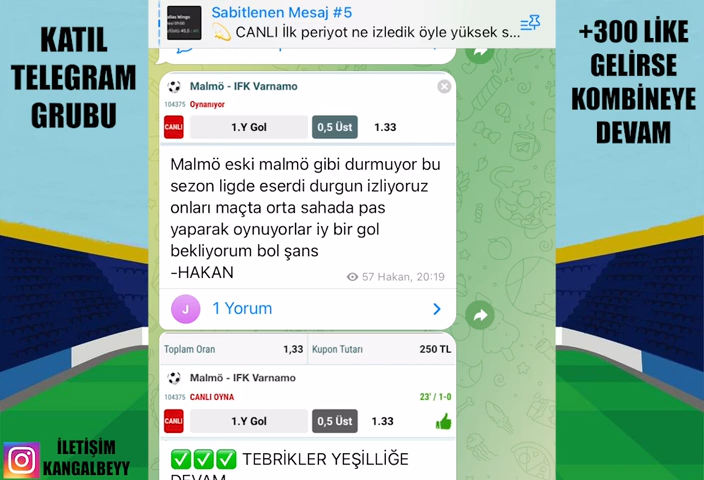 KATIL
TELEGRAM
GRUBU
Sabitlenen Mesaj #5
CANLI İlk periyot ne izledik öyle yüksek s...
+300 LİKE
GELİRSE
KOMBİNEYE
DEVAM
Malmö - IFK Varnamo
104375 Oynanıyor
CANLI 1.Y Gol 0,5 Üst 1.33
Malmö eski malmö gibi durmuyor bu
sezon ligde eserdi durgun izliyoruz
onları maçta orta sahada pas
yaparak oynuyorlar iy bir gol
bekliyorum bol şans
-HAKAN
57 Hakan, 20:19
J 1 Yorum
Toplam Oran 1,33 Kupon Tutarı 250 TL
Malmö - IFK Varnamo
104375 CANLI OYNA 23' / 1-0
CANLI 1.Y Gol 0,5 Üst 1.33
TEBRİKLER YEŞİLLİĞE
DEVAM
İLETİŞİM
KANGALBEYY